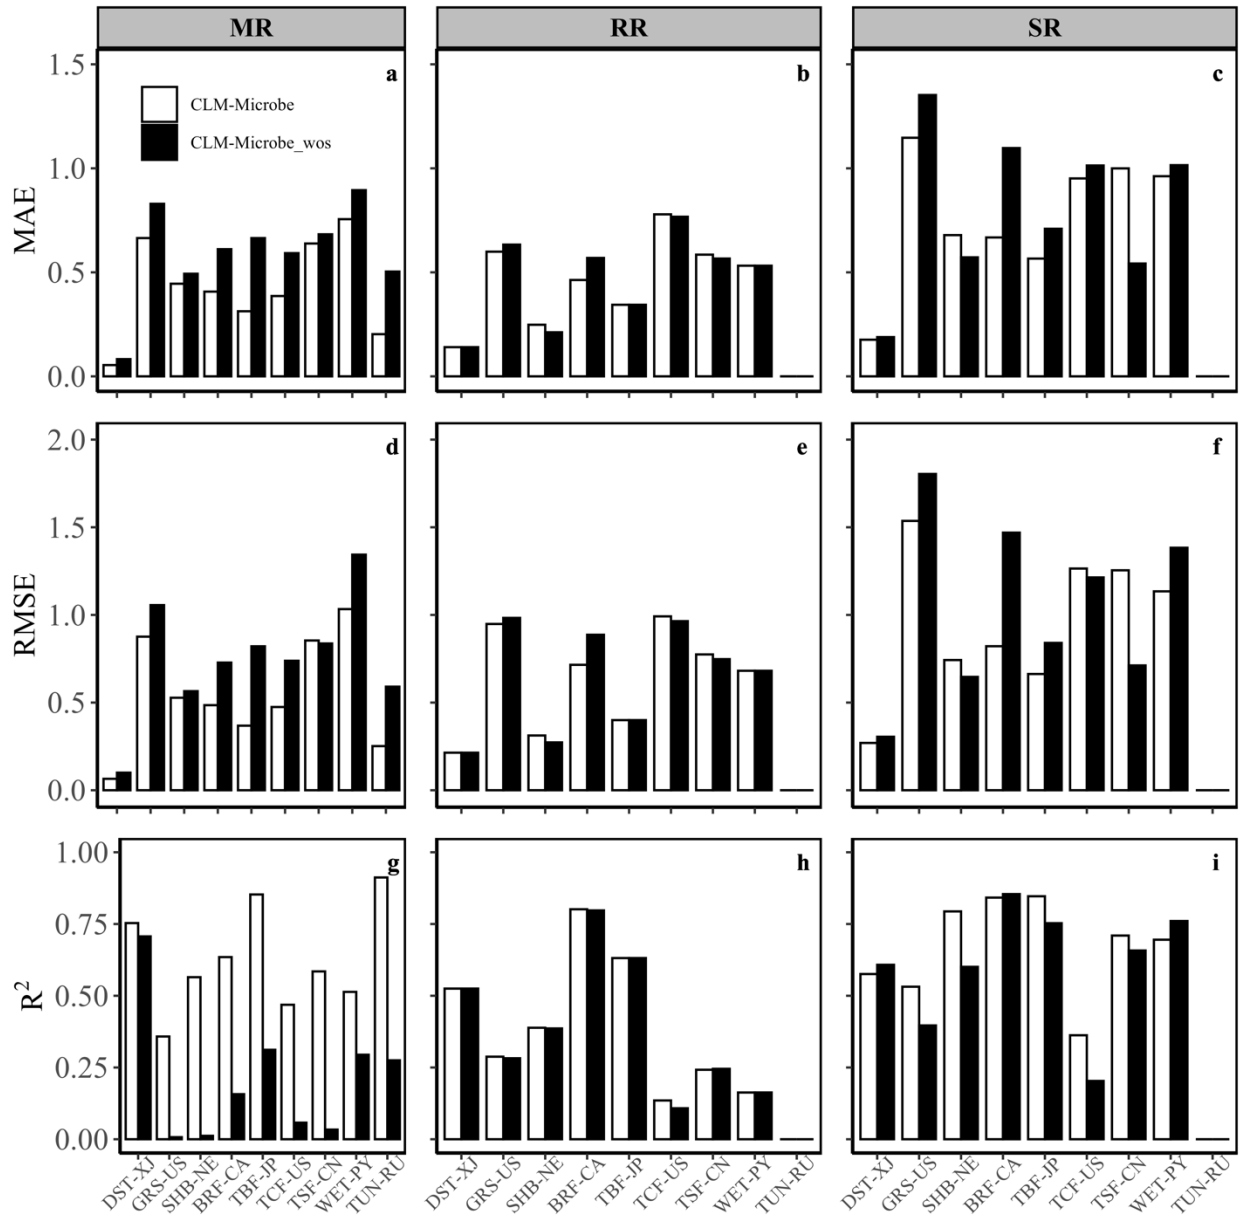 MR
RR
SR
MAE
1.5
1.0
0.5
0.0
a
CLM-Microbe
CLM-Microbe_wos
b
c
RMSE
2.0
1.5
1.0
0.5
0.0
d
e
f
R²
1.00
0.75
0.50
0.25
0.00
g
h
i
DST-XJ GRS-US SHB-NE BRF-CA TBF-JP TCF-US TSF-CN WET-PY TUN-RU
DST-XJ GRS-US SHB-NE BRF-CA TBF-JP TCF-US TSF-CN WET-PY TUN-RU
DST-XJ GRS-US SHB-NE BRF-CA TBF-JP TCF-US TSF-CN WET-PY TUN-RU